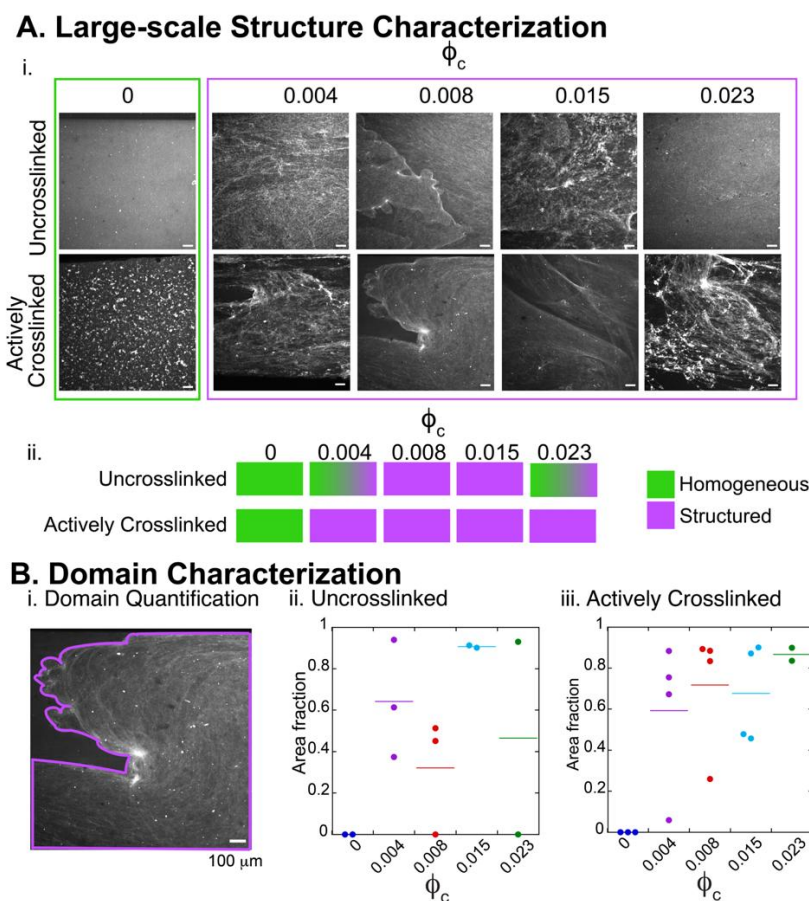 A. Large-scale Structure Characterization
ϕc
i.
0 0.004 0.008 0.015 0.023
Uncrosslinked
Actively
Crosslinked
ϕc
ii.
0 0.004 0.008 0.015 0.023
Uncrosslinked
Actively Crosslinked
Homogeneous
Structured
B. Domain Characterization
i. Domain Quantification
100 μm
ii. Uncrosslinked
Area fraction
1
0.8
0.6
0.4
0.2
0
0 0.004 0.008 0.015 0.023
ϕc
iii. Actively Crosslinked
Area fraction
1
0.8
0.6
0.4
0.2
0
0 0.004 0.008 0.015 0.023
ϕc